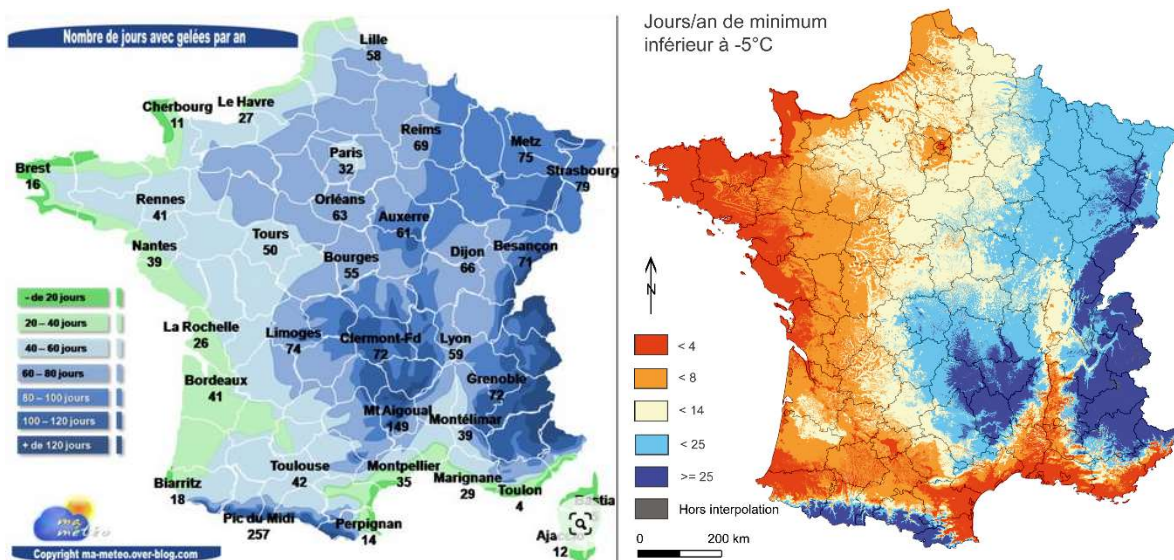 Nombre de jours avec gelées par an
Lille
58
Cherbourg
11
Le Havre
27
Reims
69
Metz
75
Paris
32
Strasbourg
79
Brest
16
Rennes
41
Orléans
63
Auxerre
61
Nantes
39
Tours
50
Bourges
55
Dijon
66
Besançon
71
- de 20 jours
20 – 40 jours
40 – 60 jours
60 – 80 jours
80 – 100 jours
100 – 120 jours
+ de 120 jours
La Rochelle
26
Limoges
74
Clermont-Fd
72
Lyon
59
Bordeaux
41
Grenoble
72
Mt Aigoual
149
Montélimar
39
Biarritz
18
Toulouse
42
Montpellier
35
Marignane
29
Toulon
4
Bastia
Pic du Midi
257
Perpignan
14
12
ma
météo
Copyright ma-meteo.over-blog.com
Jours/an de minimum
inférieur à -5°C
N
< 4
< 8
< 14
< 25
>= 25
Hors interpolation
0 200 km